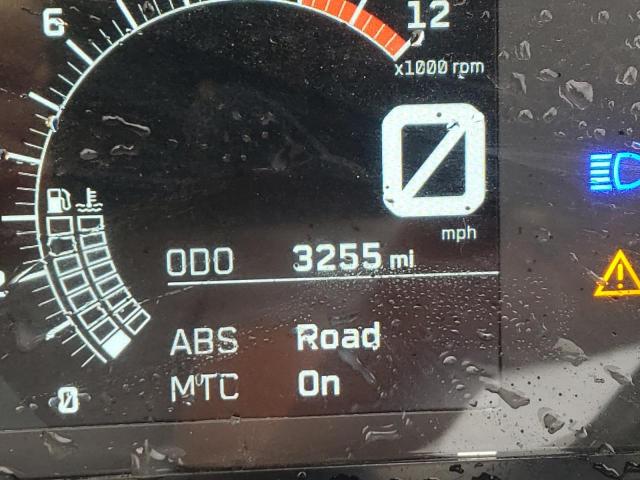 6
12
x1000 rpm
0
mph
ODO 3255 mi
ABS Road
MTC On
0